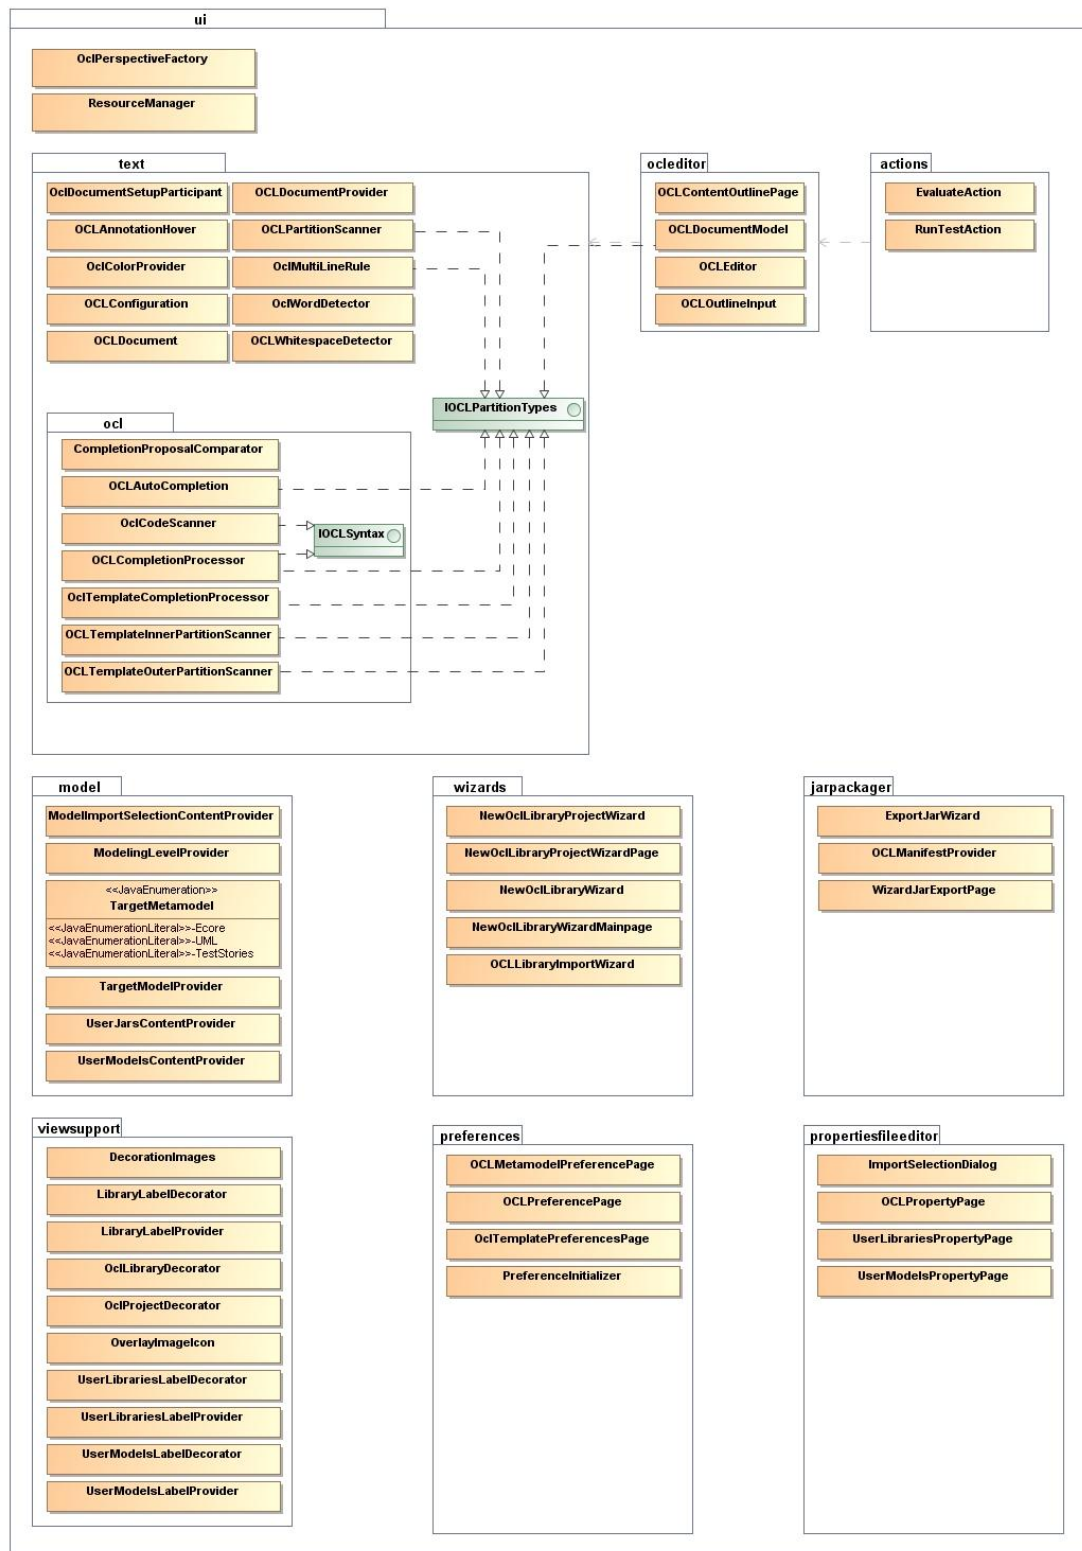 ui
OclPerspectiveFactory
ResourceManager
text
OclDocumentSetupParticipant
OCLDocumentProvider
OCLAnnotationHover
OCLPartitionScanner
OclColorProvider
OclMultiLineRule
OCLConfiguration
OclWordDetector
OCLDocument
OCLWhitespaceDetector
IOCLPartitionTypes
ocl
CompletionProposalComparator
OCLAutoCompletion
OclCodeScanner
IOCLSyntax
OCLCompletionProcessor
OclTemplateCompletionProcessor
OCLTemplateInnerPartitionScanner
OCLTemplateOuterPartitionScanner
ocleditor
OCLContentOutlinePage
OCLDocumentModel
OCLEditor
OCLOutlineInput
actions
EvaluateAction
RunTestAction
model
ModelImportSelectionContentProvider
ModelingLevelProvider
<<JavaEnumeration>>
TargetMetamodel
<<JavaEnumerationLiteral>>-Ecore
<<JavaEnumerationLiteral>>-UML
<<JavaEnumerationLiteral>>-TestStories
TargetModelProvider
UserJarsContentProvider
UserModelsContentProvider
wizards
NewOclLibraryProjectWizard
NewOclLibraryProjectWizardPage
NewOclLibraryWizard
NewOclLibraryWizardMainpage
OCLLibraryImportWizard
jarpackager
ExportJarWizard
OCLManifestProvider
WizardJarExportPage
viewsupport
DecorationImages
LibraryLabelDecorator
LibraryLabelProvider
OclLibraryDecorator
OclProjectDecorator
OverlayImageIcon
UserLibrariesLabelDecorator
UserLibrariesLabelProvider
UserModelsLabelDecorator
UserModelsLabelProvider
preferences
OCLMetamodelPreferencePage
OCLPreferencePage
OclTemplatePreferencesPage
PreferenceInitializer
propertiesfileeditor
ImportSelectionDialog
OCLPropertyPage
UserLibrariesPropertyPage
UserModelsPropertyPage